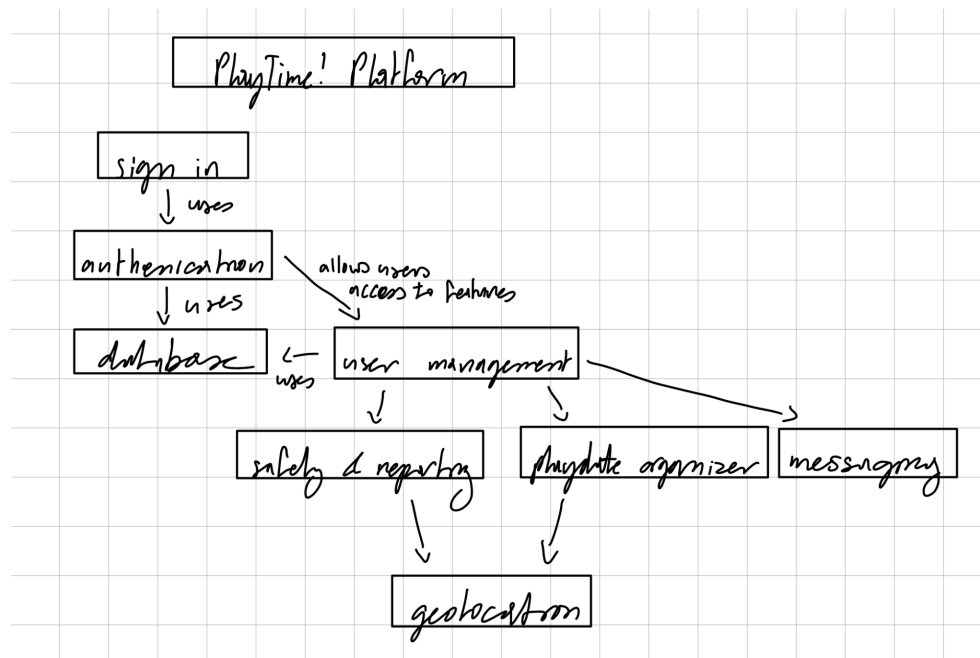 PlayTime! Platform
sign in
uses
authenication
allows users
access to features
uses
database
uses
user management
safety & reporting
playdate organizer
messaging
geolocation